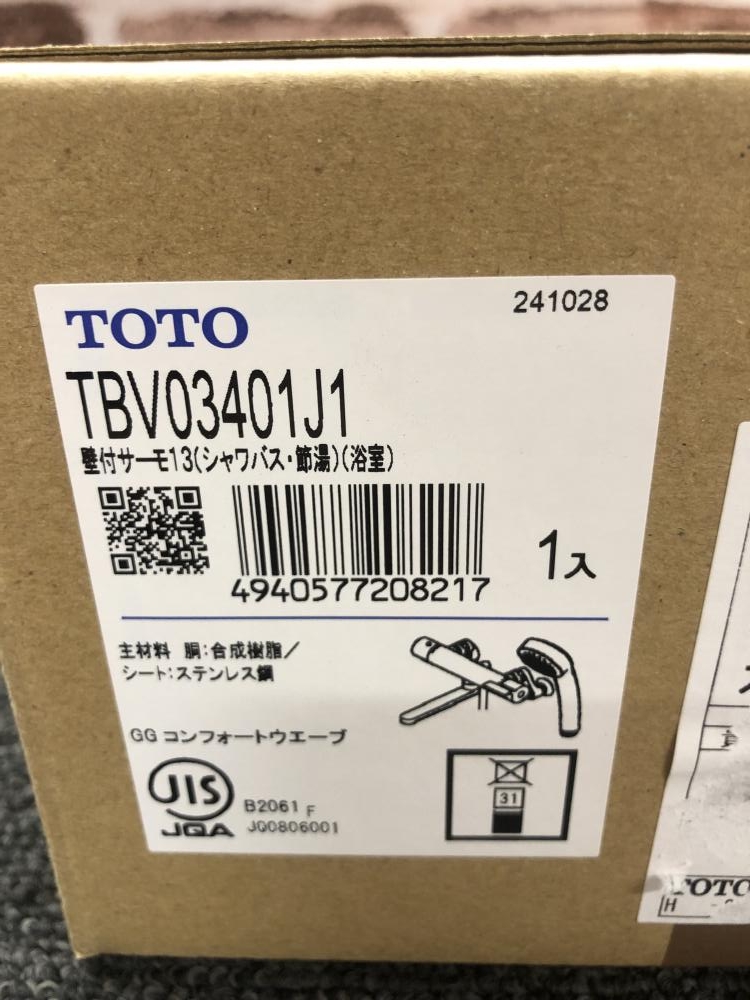 TOTO
241028
TBV03401J1
壁付サーモ13(シャワバス・節湯)(浴室)
4940577208217
1入
主材料 胴:合成樹脂/
シート:ステンレス鋼
GGコンフォートウエーブ
JIS
JQA
B2061 F
JQ0806001
31
TOTO
H